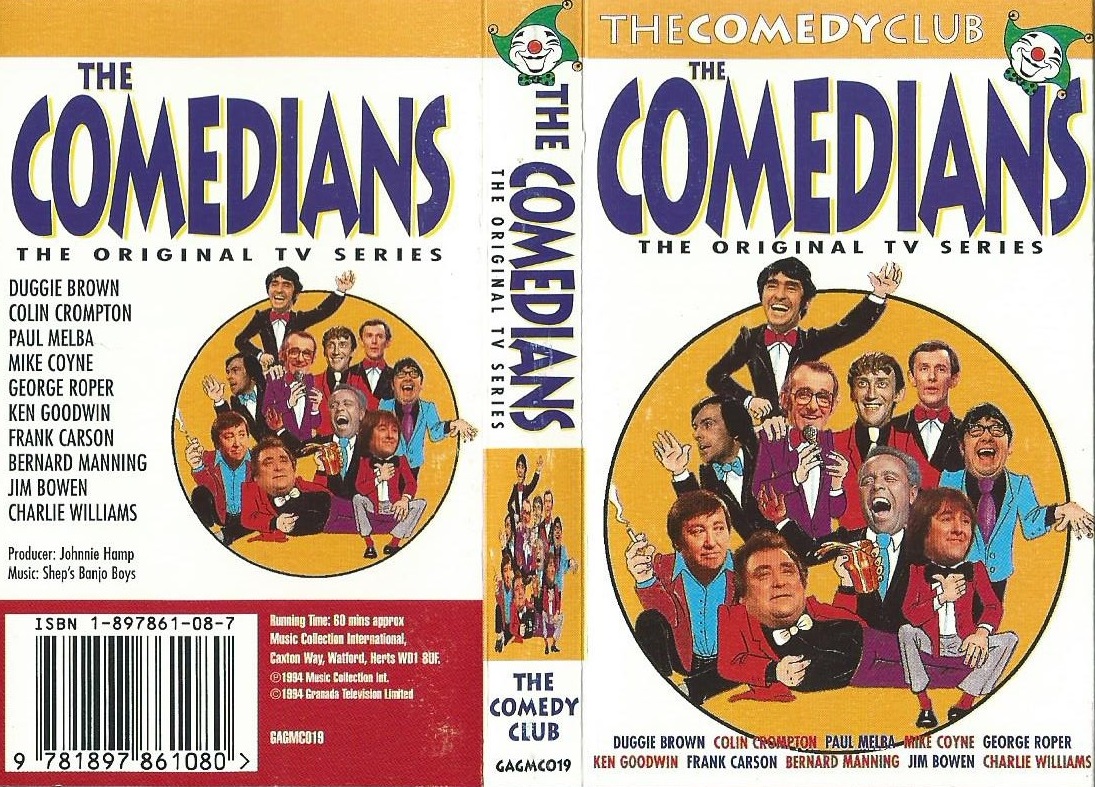 THE
COMEDIANS
THE ORIGINAL TV SERIES
DUGGIE BROWN
COLIN CROMPTON
PAUL MELBA
MIKE COYNE
GEORGE ROPER
KEN GOODWIN
FRANK CARSON
BERNARD MANNING
JIM BOWEN
CHARLIE WILLIAMS
Producer: Johnnie Hamp
Music: Shep's Banjo Boys
ISBN 1-897861-08-7
9 781897 861080 >
Running Time: 60 mins approx
Music Collection International,
Caxton Way, Watford, Herts WD1 8UF.
Ⓟ1994 Music Collection Int.
©1994 Granada Television Limited
GAGMC019
THE COMEDIANS
THE ORIGINAL TV SERIES
THE
COMEDY
CLUB
GAGMC019
THECOMEDYCLUB
THE
COMEDIANS
THE ORIGINAL TV SERIES
DUGGIE BROWN COLIN CROMPTON PAUL MELBA MIKE COYNE GEORGE ROPER
KEN GOODWIN FRANK CARSON BERNARD MANNING JIM BOWEN CHARLIE WILLIAMS